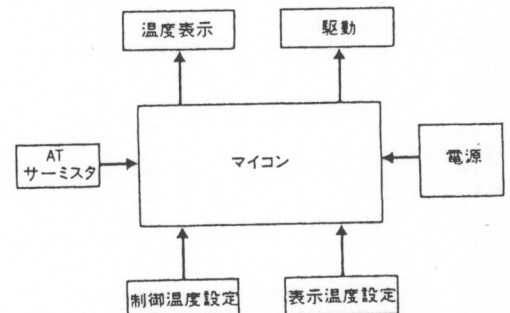 温度表示
駆動
AT
サーミスタ
マイコン
電源
制御温度設定
表示温度設定